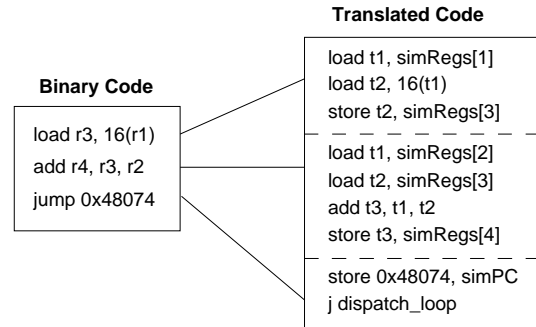 Translated Code
Binary Code
load r3, 16(r1)
add r4, r3, r2
jump 0x48074
load t1, simRegs[1]
load t2, 16(t1)
store t2, simRegs[3]
load t1, simRegs[2]
load t2, simRegs[3]
add t3, t1, t2
store t3, simRegs[4]
store 0x48074, simPC
j dispatch_loop